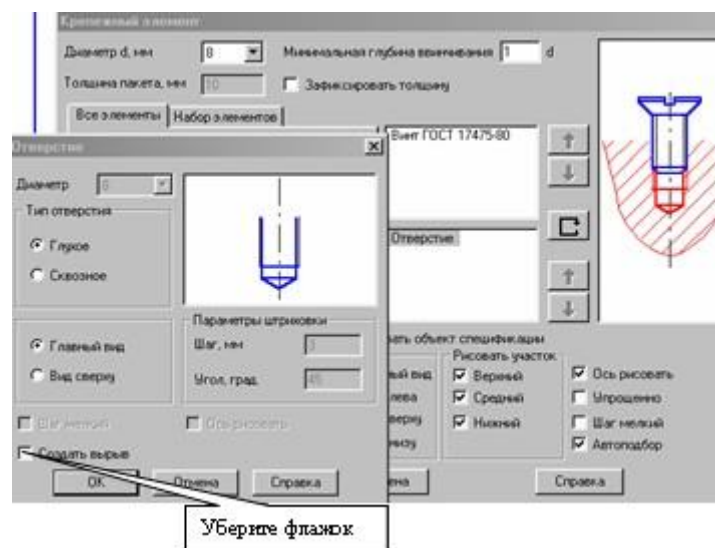 Крепежный элемент
Диаметр d, мм 8 Минимальная глубина ввинчивания 1 d
Толщина пакета, мм 10 Зафиксировать толщину
Все элементы Набор элементов
Винт ГОСТ 17475-80
Отверстие
Диаметр 8
Тип отверстия
Глухое
Сквозное
Отверстие
Главный вид
Вид сверху
Параметры штриховки
Шаг, мм 3
Угол, град. 45
Шаг мелкий Ось рисовать
Создать вырыв
OK Отмена Справка
объект спецификации
Рисовать участок
вид Верхний Ось рисовать
Средний Упрощенно
Нижний Шаг мелкий
Автоподбор
Справка
Уберите флажок